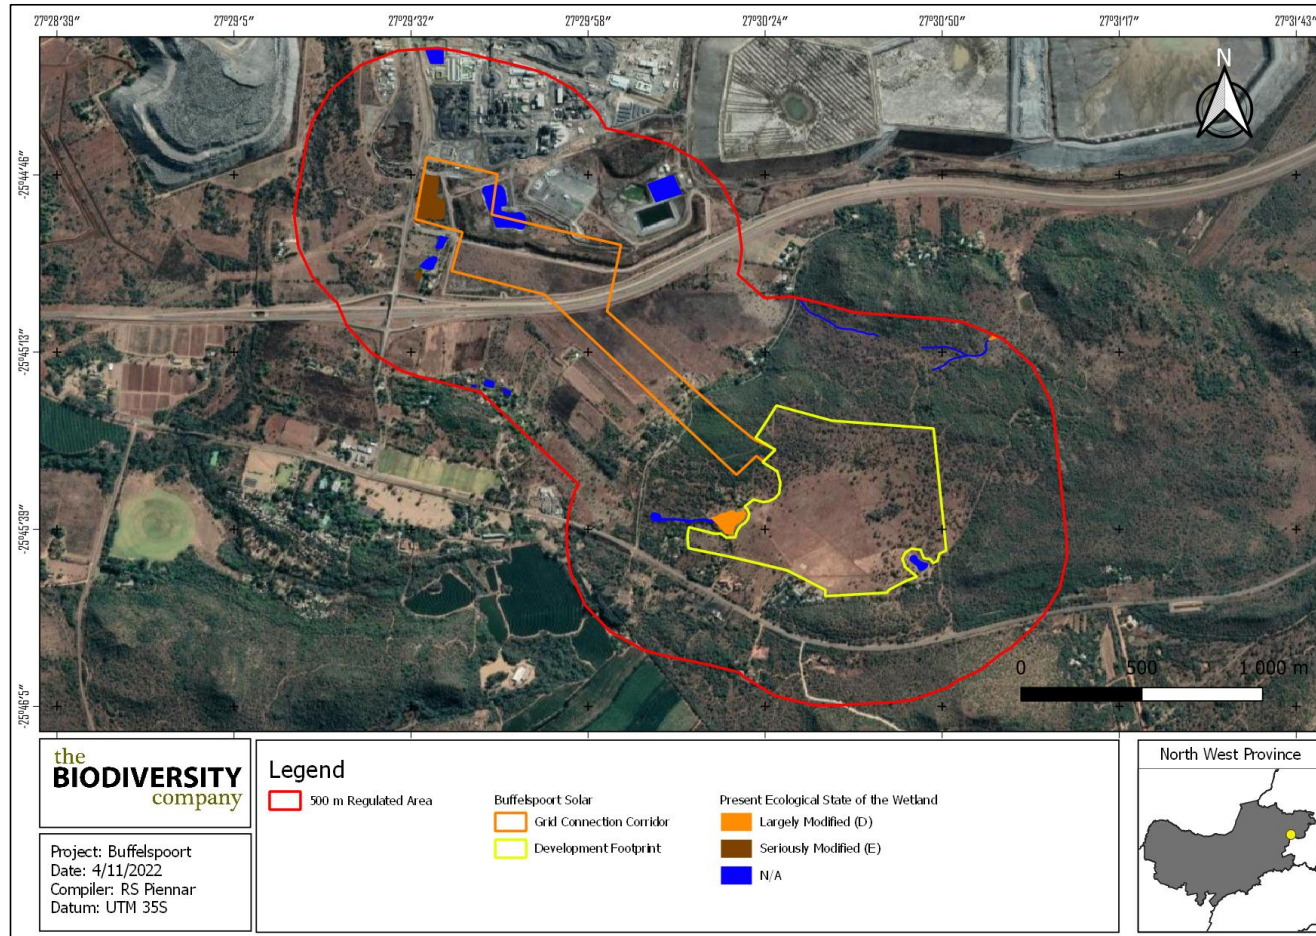 27°28'39" 27°29'5" 27°29'32" 27°29'58" 27°30'24" 27°30'50" 27°31'17" 27°31'43"
N
-25°44'46"
-25°45'13"
-25°45'39"
-25°46'5"
0 500 1 000 m
the
BIODIVERSITY
company
Project: Buffelspoort
Date: 4/11/2022
Compiler: RS Piennar
Datum: UTM 35S
Legend
500 m Regulated Area
Buffelspoort Solar
Grid Connection Corridor
Development Footprint
Present Ecological State of the Wetland
Largely Modified (D)
Seriously Modified (E)
N/A
North West Province